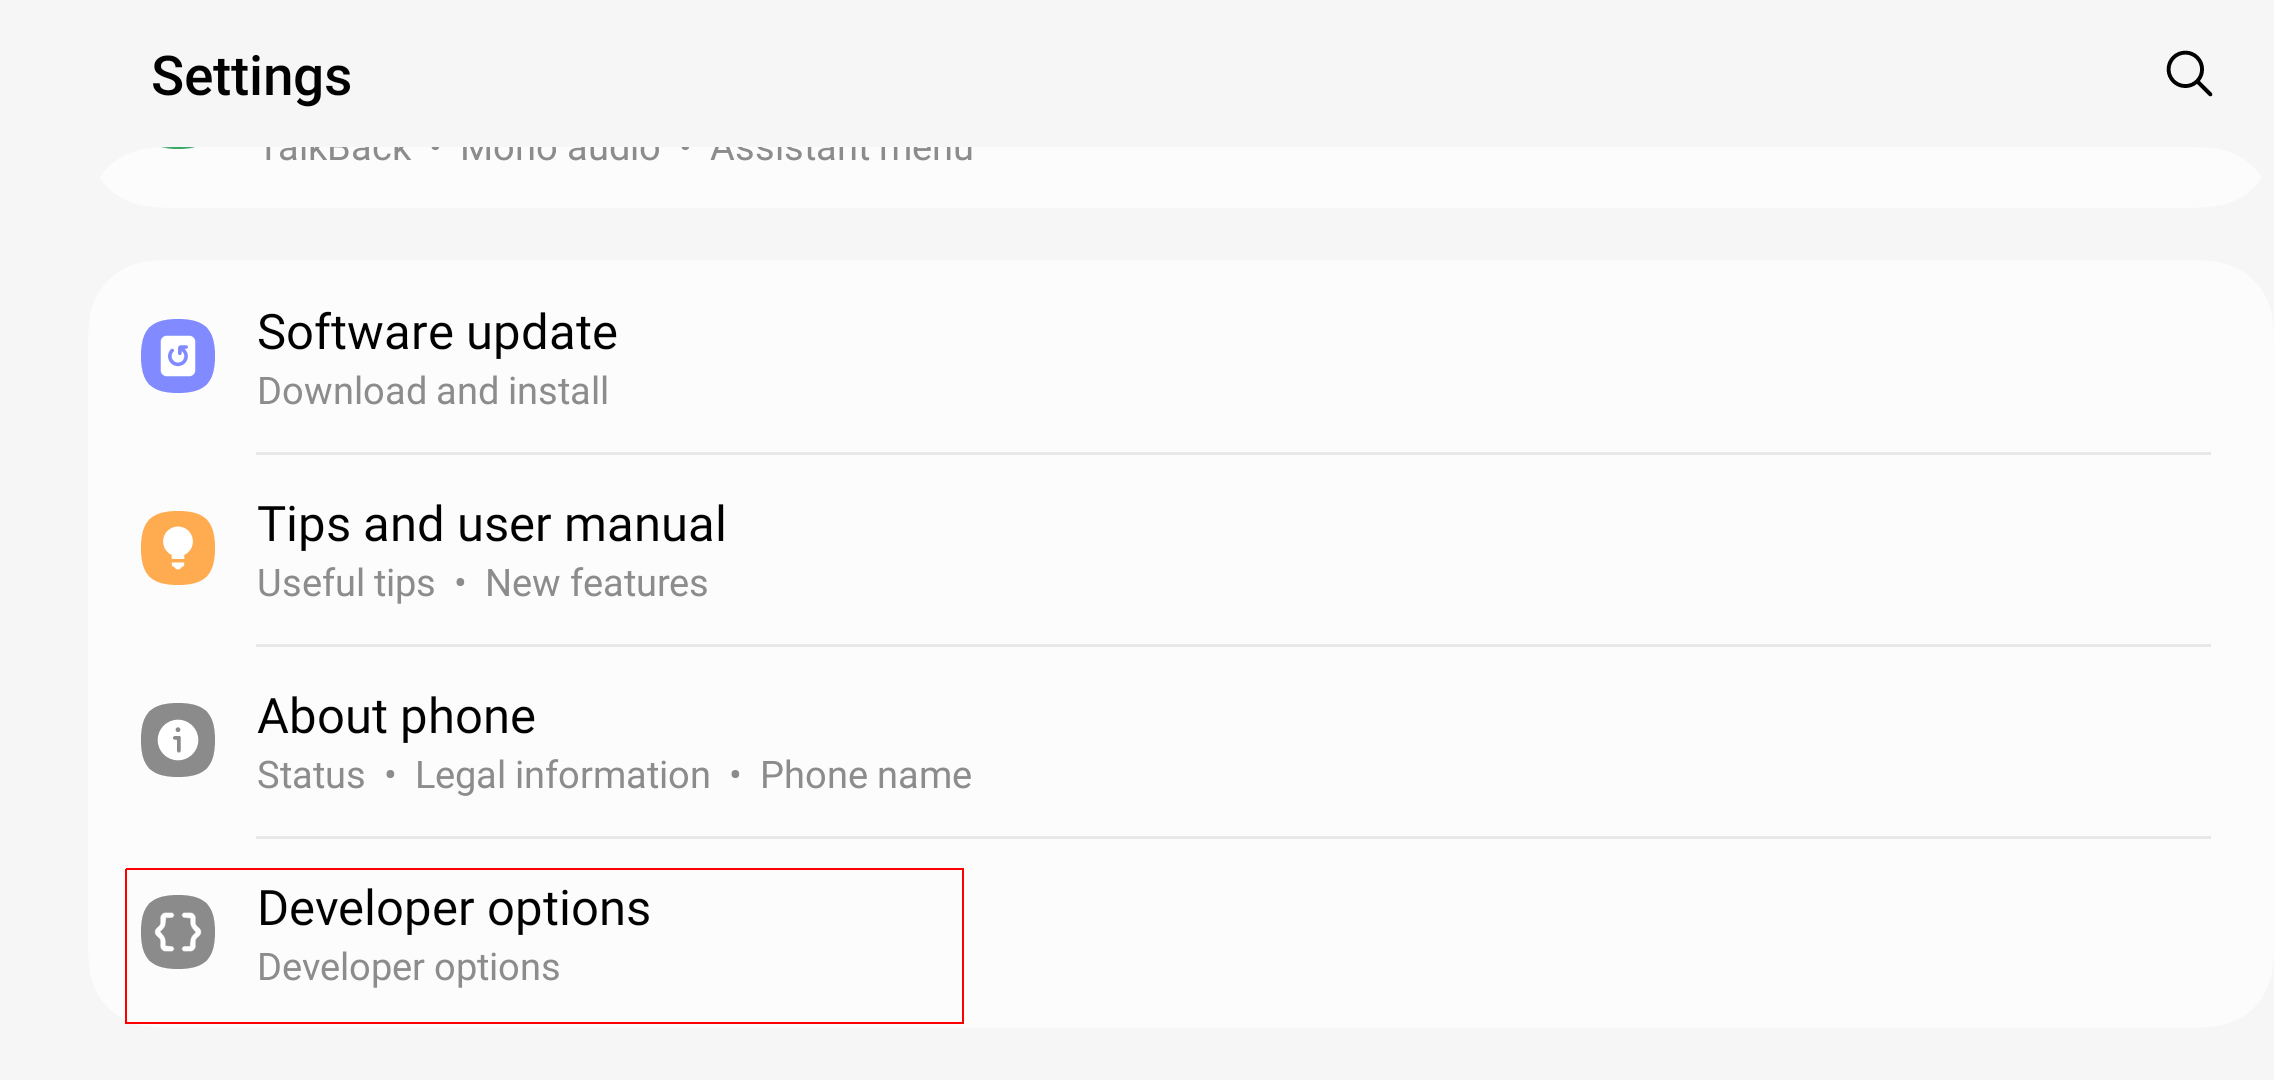 Settings
TalkBack • Mono audio • Assistant menu
Software update
Download and install
Tips and user manual
Useful tips • New features
About phone
Status • Legal information • Phone name
Developer options
Developer options